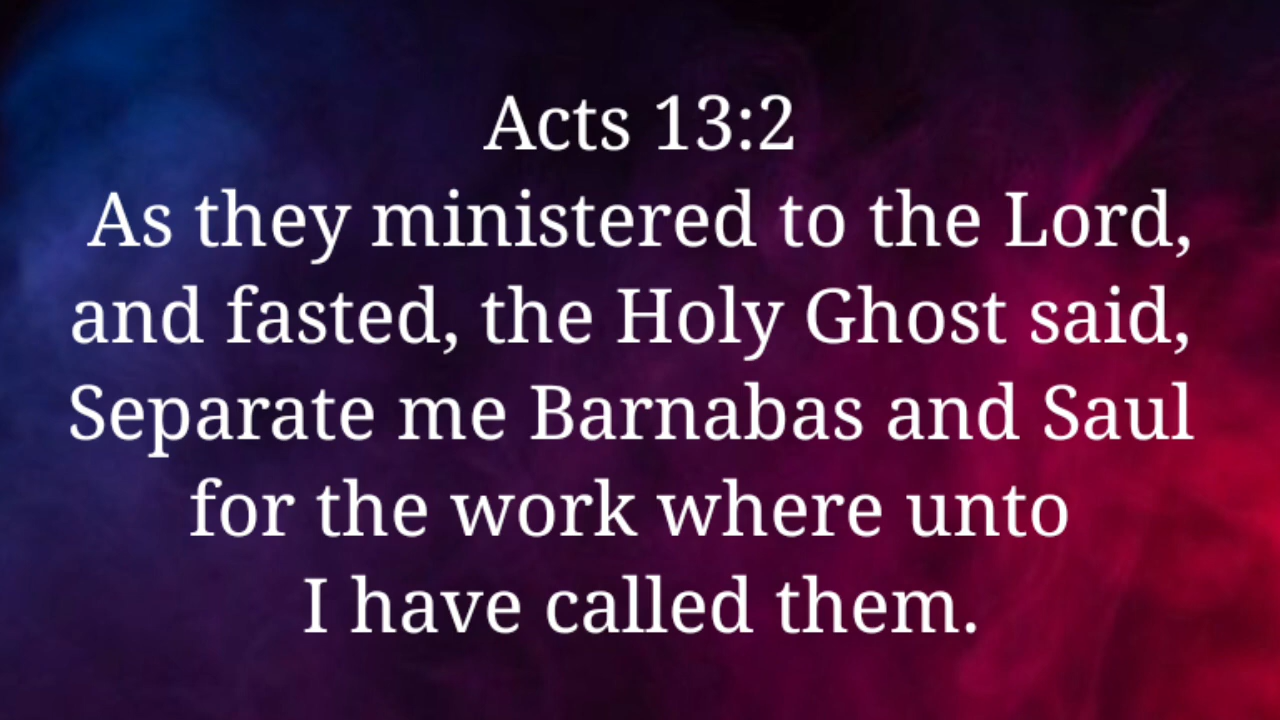 Acts 13:2
As they ministered to the Lord,
and fasted, the Holy Ghost said,
Separate me Barnabas and Saul
for the work where unto
I have called them.